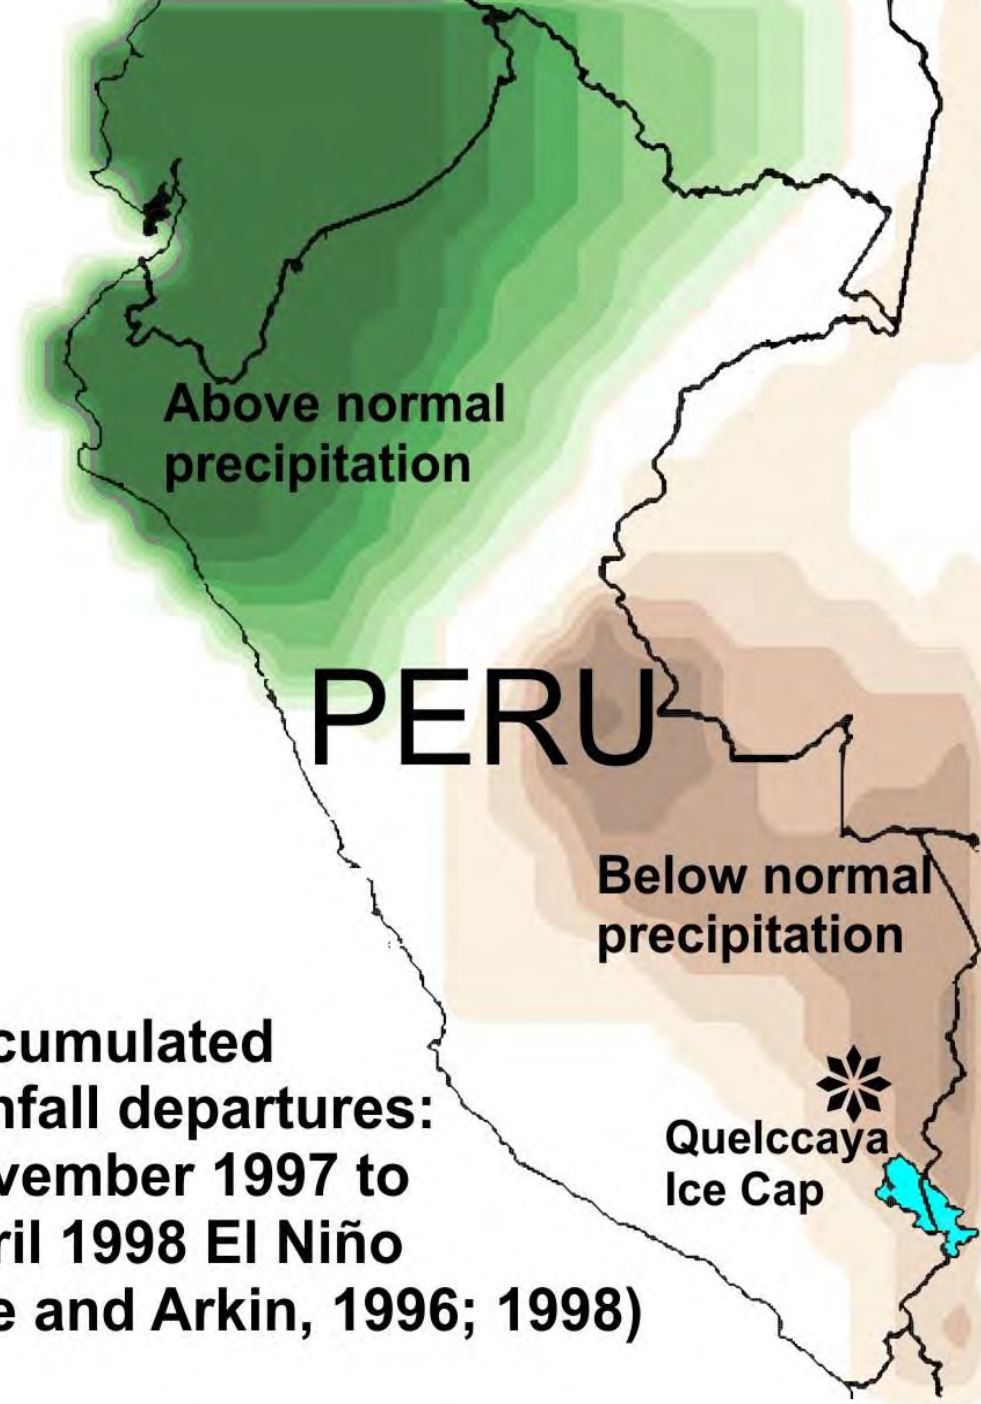 Above normal
precipitation
PERU
Below normal
precipitation
Quelccaya
Ice Cap
cumulated
nfall departures:
vember 1997 to
ril 1998 El Niño
e and Arkin, 1996; 1998)